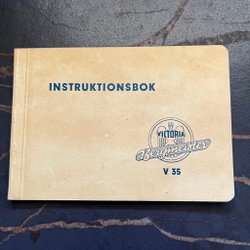 INSTRUKTIONSBOK
VICTORIA
Bergmeister
V 35